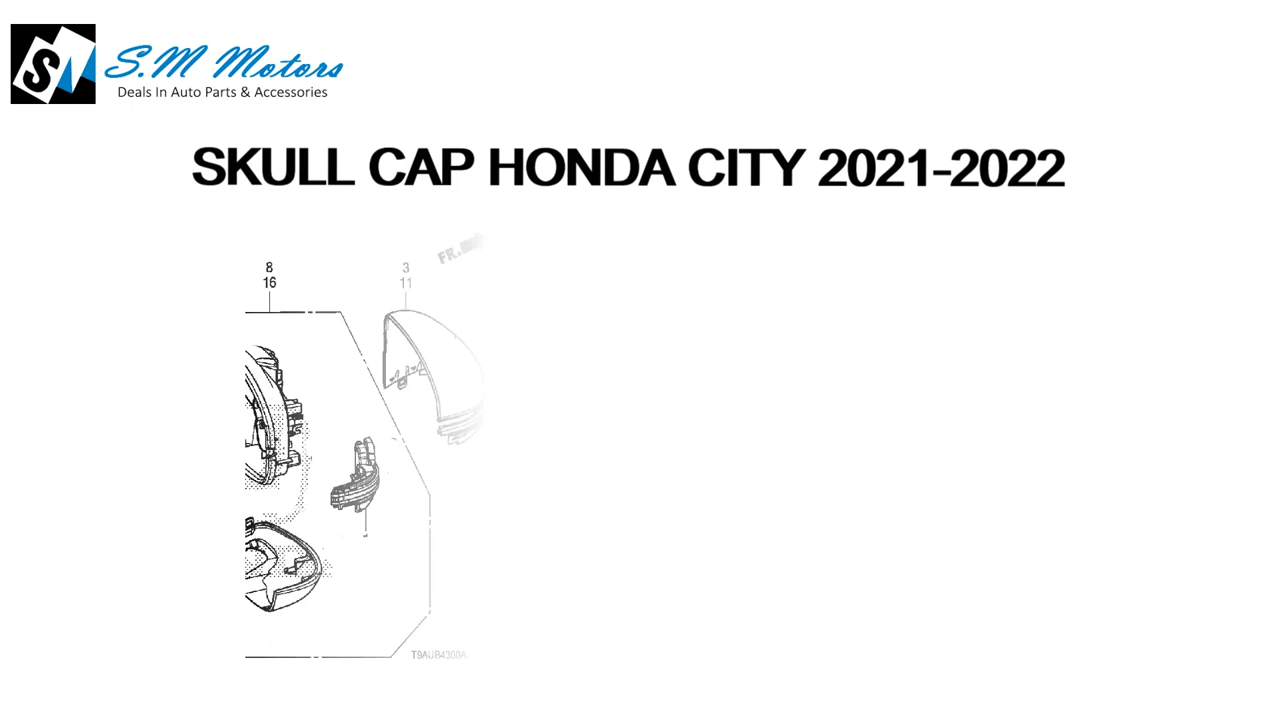 S.M Motors
Deals In Auto Parts & Accessories
SKULL CAP HONDA CITY 2021-2022
FR.
8
16
3
11
T9AUB4300A